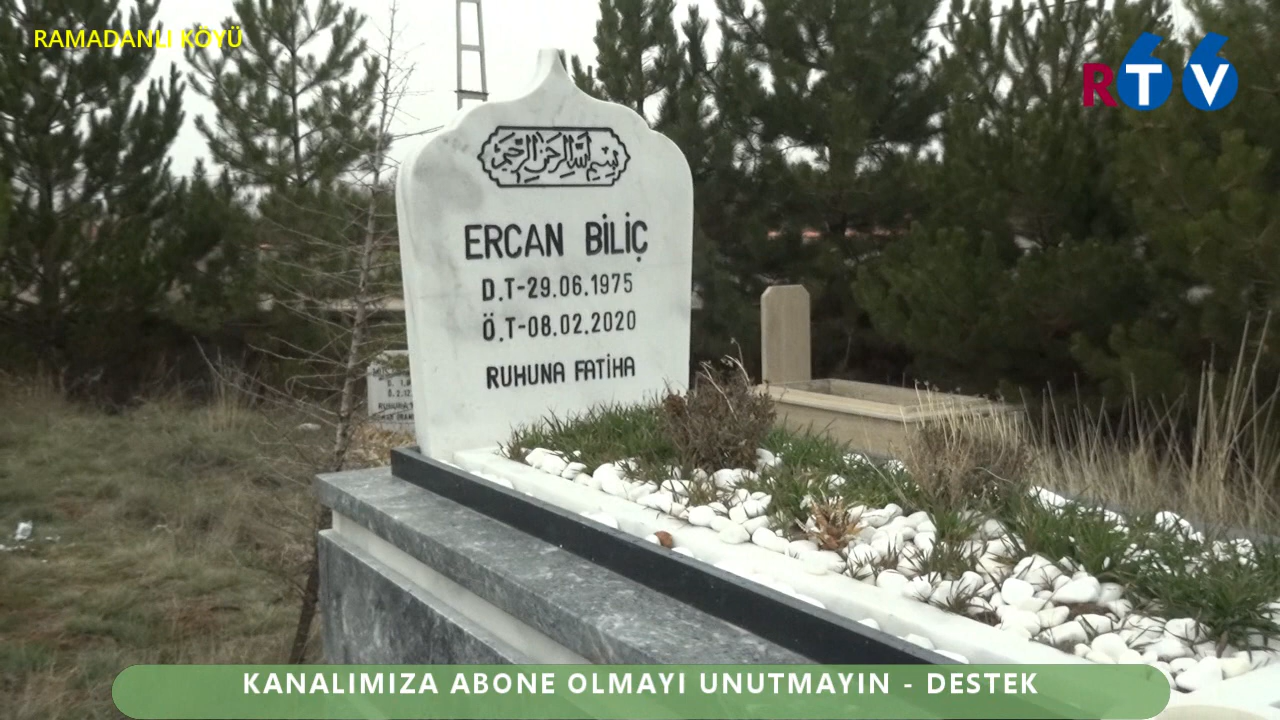 RAMADANLI KÖYÜ
RTV
66
بسم الله الرحمن الرحيم
ERCAN BİLİÇ
D.T-29.06.1975
Ö.T-08.02.2020
RUHUNA FATİHA
KANALIMIZA ABONE OLMAYI UNUTMAYIN - DESTEK